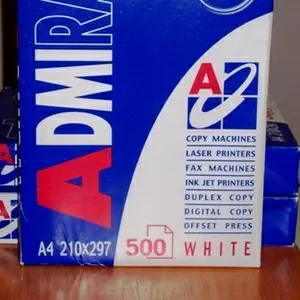 ADMIRA
A
COPY MACHINES
LASER PRINTERS
FAX MACHINES
INK JET PRINTERS
DUPLEX COPY
DIGITAL COPY
OFFSET PRESS
A4 210x297
500
WHITE
A